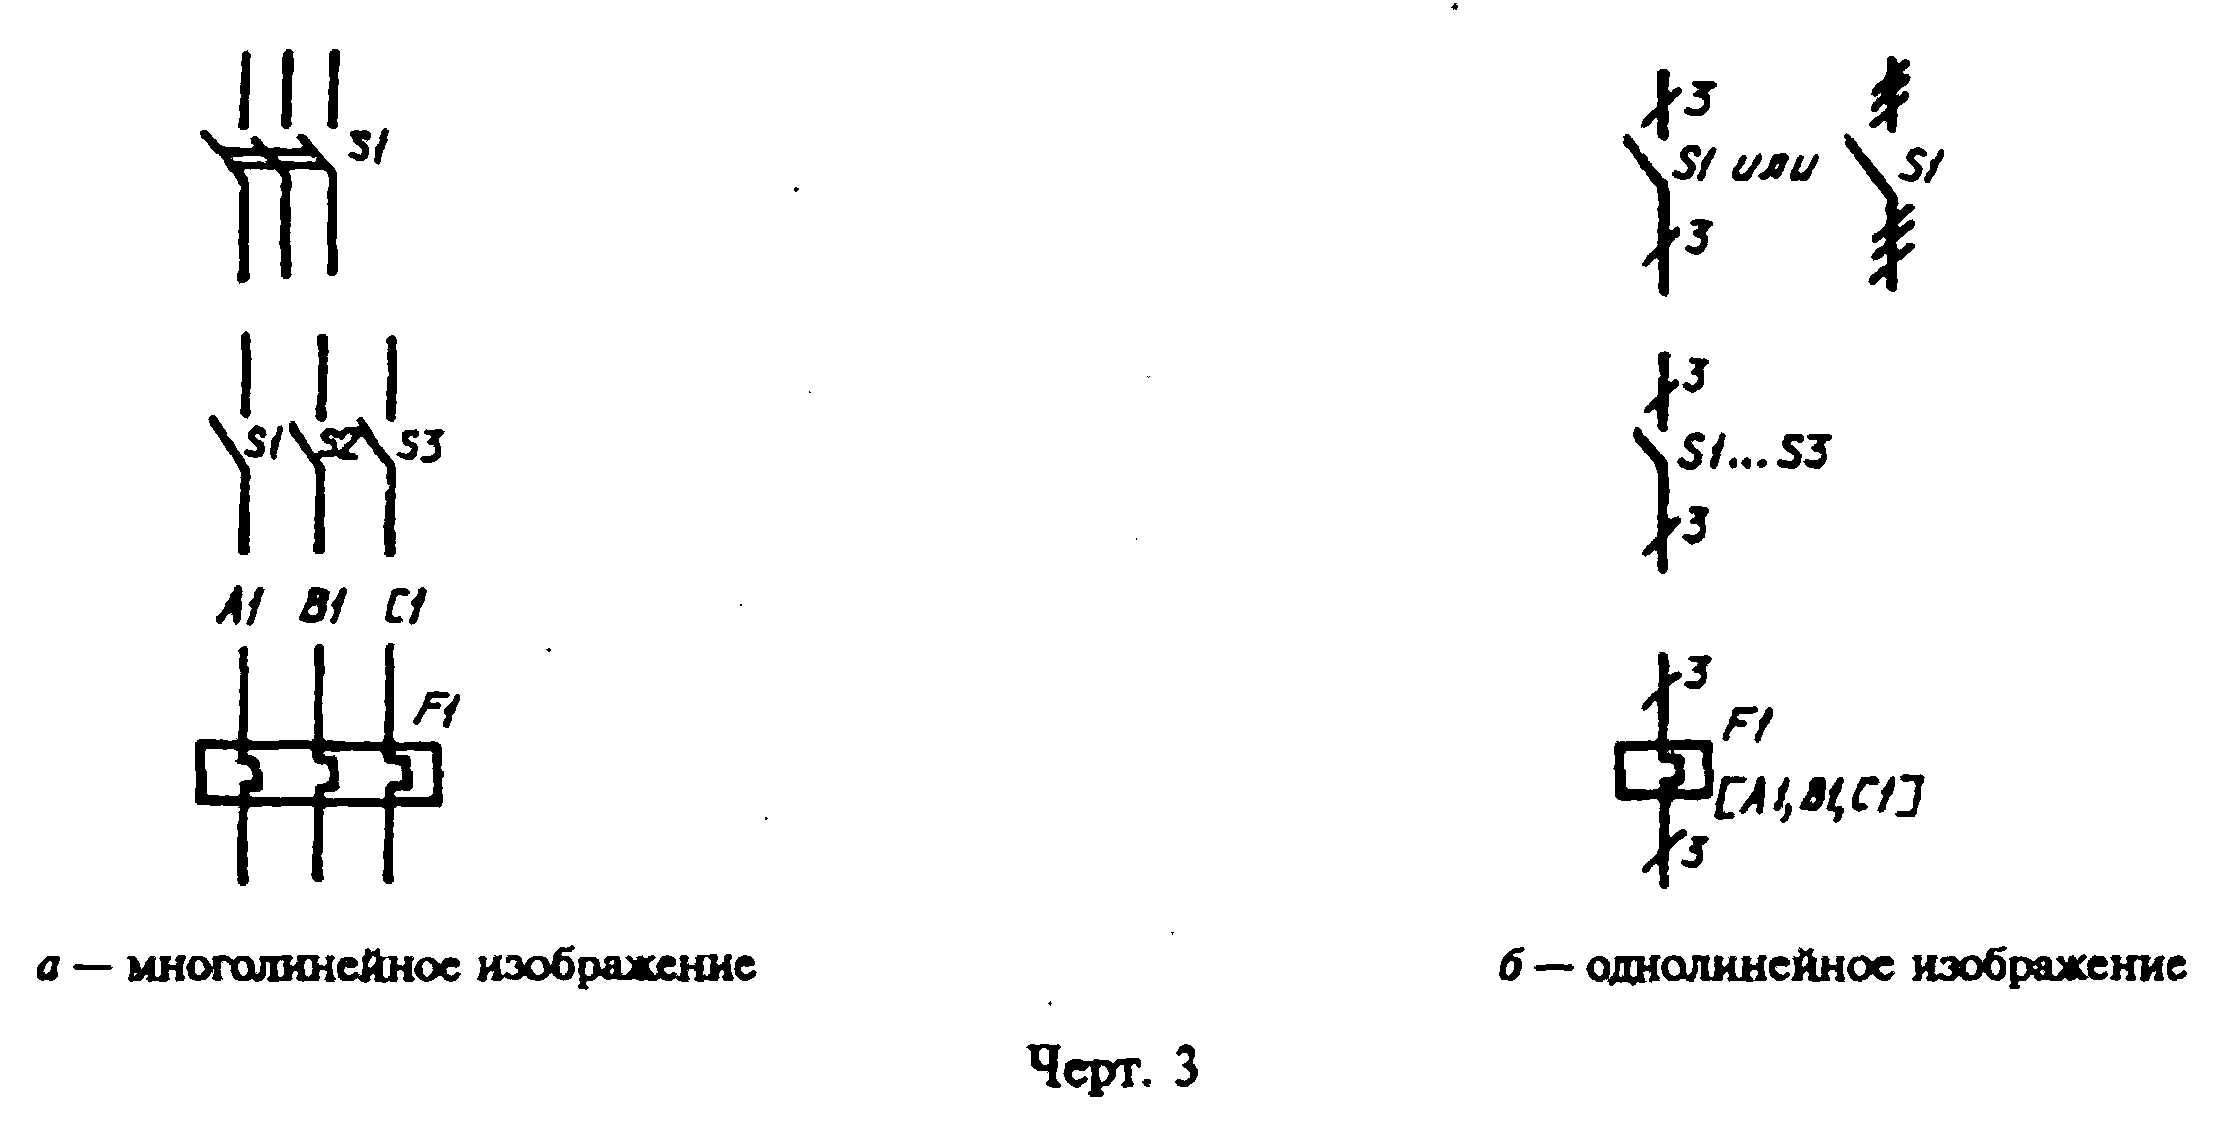 S1
S1 S2 S3
A1 B1 C1
F1
а — многолинейное изображение
3
S1 или S1
3
3
S1...S3
3
3
F1
[A1,B1,C1]
3
б — однолинейное изображение
Черт. 3